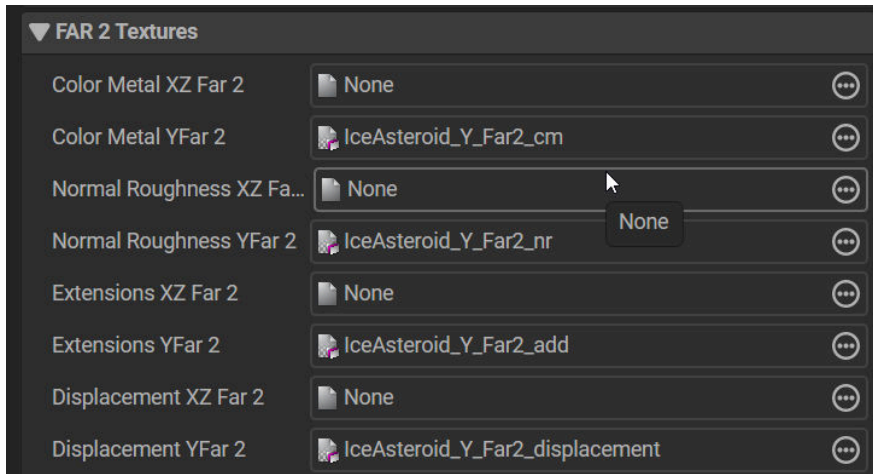 FAR 2 Textures
Color Metal XZ Far 2 None
Color Metal YFar 2 IceAsteroid_Y_Far2_cm
Normal Roughness XZ Fa... None
None
Normal Roughness YFar 2 IceAsteroid_Y_Far2_nr
Extensions XZ Far 2 None
Extensions YFar 2 IceAsteroid_Y_Far2_add
Displacement XZ Far 2 None
Displacement YFar 2 IceAsteroid_Y_Far2_displacement